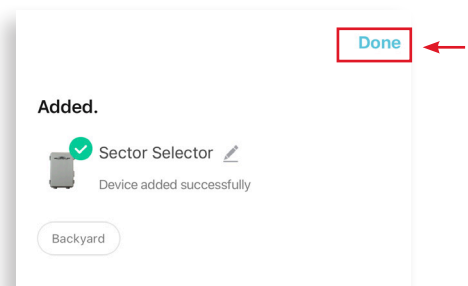 Done
Added.
Sector Selector
Device added successfully
Backyard